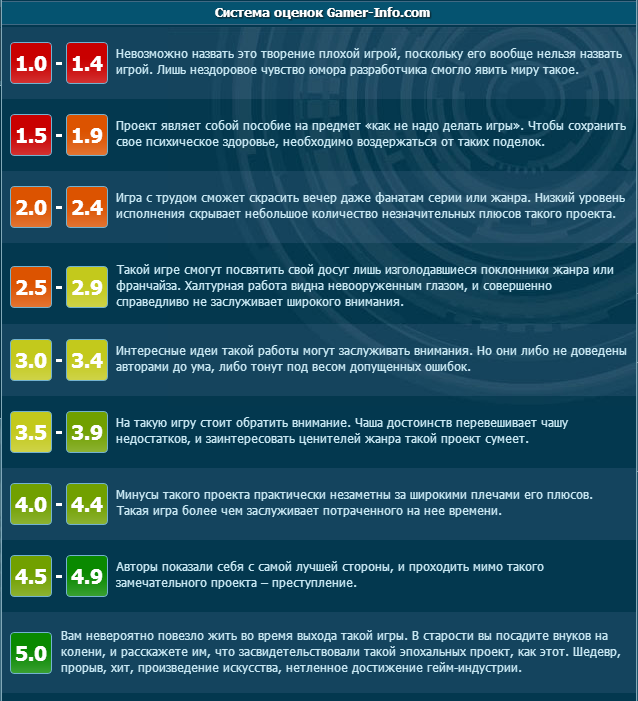 Система оценок Gamer-Info.com
1.0 - 1.4
Невозможно назвать это творение плохой игрой, поскольку его вообще нельзя назвать
игрой. Лишь нездоровое чувство юмора разработчика смогло явить миру такое.
1.5 - 1.9
Проект являет собой пособие на предмет «как не надо делать игры». Чтобы сохранить
свое психическое здоровье, необходимо воздержаться от таких поделок.
2.0 - 2.4
Игра с трудом сможет скрасить вечер даже фанатам серии или жанра. Низкий уровень
исполнения скрывает небольшое количество незначительных плюсов такого проекта.
2.5 - 2.9
Такой игре смогут посвятить свой досуг лишь изголодавшиеся поклонники жанра или
франчайза. Халтурная работа видна невооруженным глазом, и совершенно
справедливо не заслуживает широкого внимания.
3.0 - 3.4
Интересные идеи такой работы могут заслуживать внимания. Но они либо не доведены
авторами до ума, либо тонут под весом допущенных ошибок.
3.5 - 3.9
На такую игру стоит обратить внимание. Чаша достоинств перевешивает чашу
недостатков, и заинтересовать ценителей жанра такой проект сумеет.
4.0 - 4.4
Минусы такого проекта практически незаметны за широкими плечами его плюсов.
Такая игра более чем заслуживает потраченного на нее времени.
4.5 - 4.9
Авторы показали себя с самой лучшей стороны, и проходить мимо такого
замечательного проекта – преступление.
5.0
Вам невероятно повезло жить во время выхода такой игры. В старости вы посадите внуков на
колени, и расскажете им, что засвидетельствовали такой эпохальных проект, как этот. Шедевр,
прорыв, хит, произведение искусства, нетленное достижение гейм-индустрии.